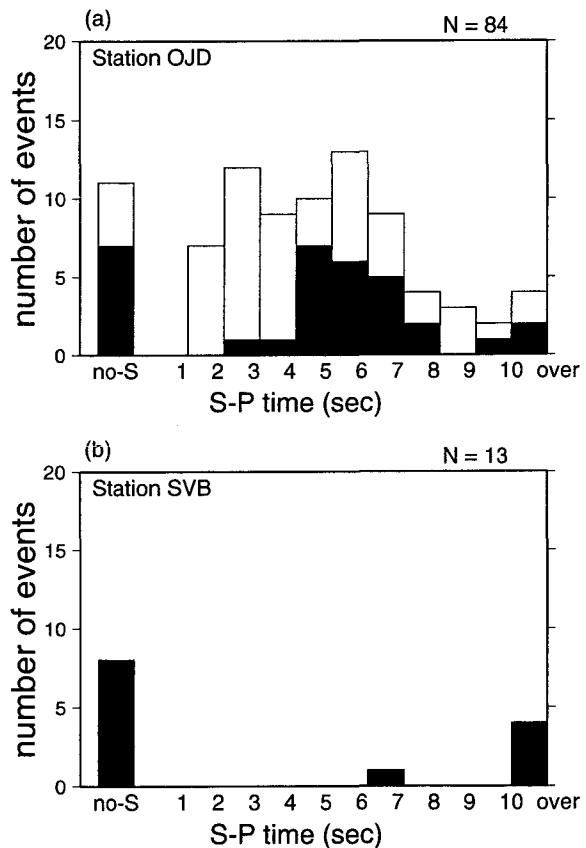 (a)
N = 84
Station OJD
20
15
10
5
0
number of events
no-S 1 2 3 4 5 6 7 8 9 10 over
S-P time (sec)
(b)
N = 13
Station SVB
20
15
10
5
0
number of events
no-S 1 2 3 4 5 6 7 8 9 10 over
S-P time (sec)